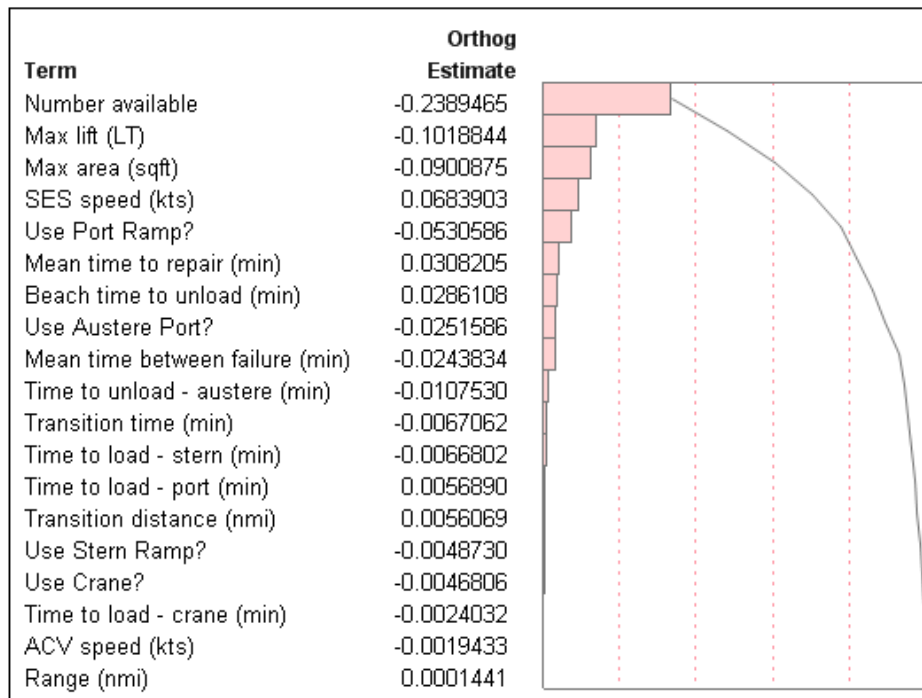 Orthog
Term Estimate
Number available -0.2389465
Max lift (LT) -0.1018844
Max area (sqft) -0.0900875
SES speed (kts) 0.0683903
Use Port Ramp? -0.0530586
Mean time to repair (min) 0.0308205
Beach time to unload (min) 0.0286108
Use Austere Port? -0.0251586
Mean time between failure (min) -0.0243834
Time to unload - austere (min) -0.0107530
Transition time (min) -0.0067062
Time to load - stern (min) -0.0066802
Time to load - port (min) 0.0056890
Transition distance (nmi) 0.0056069
Use Stern Ramp? -0.0048730
Use Crane? -0.0046806
Time to load - crane (min) -0.0024032
ACV speed (kts) -0.0019433
Range (nmi) 0.0001441